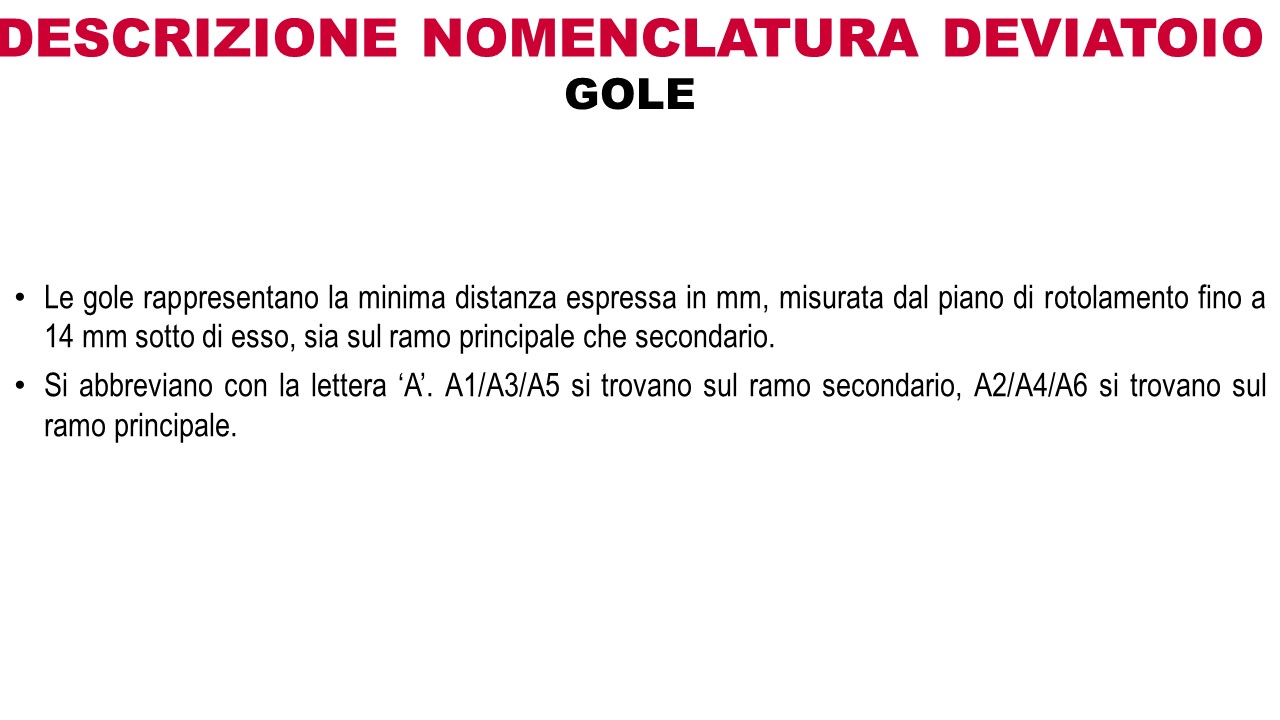 DESCRIZIONE NOMENCLATURA DEVIATOIO
GOLE
• Le gole rappresentano la minima distanza espressa in mm, misurata dal piano di rotolamento fino a
14 mm sotto di esso, sia sul ramo principale che secondario.
• Si abbreviano con la lettera ‘A’. A1/A3/A5 si trovano sul ramo secondario, A2/A4/A6 si trovano sul
ramo principale.